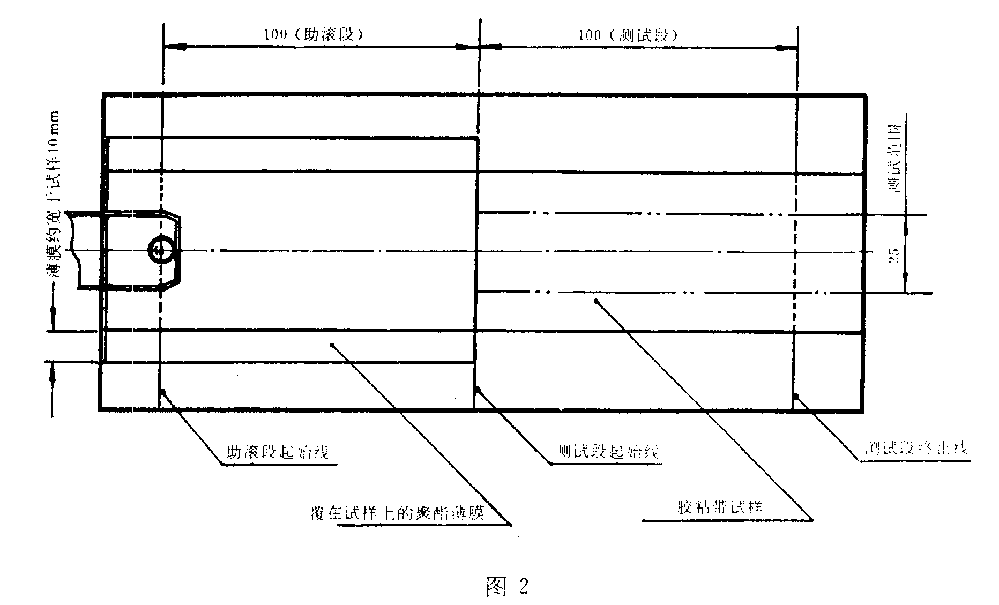 100（助滚段）
100（测试段）
薄膜约宽于试样10mm
测试范围
25
助滚段起始线
测试段起始线
测试段终止线
覆在试样上的聚酯薄膜
胶粘带试样
图 2